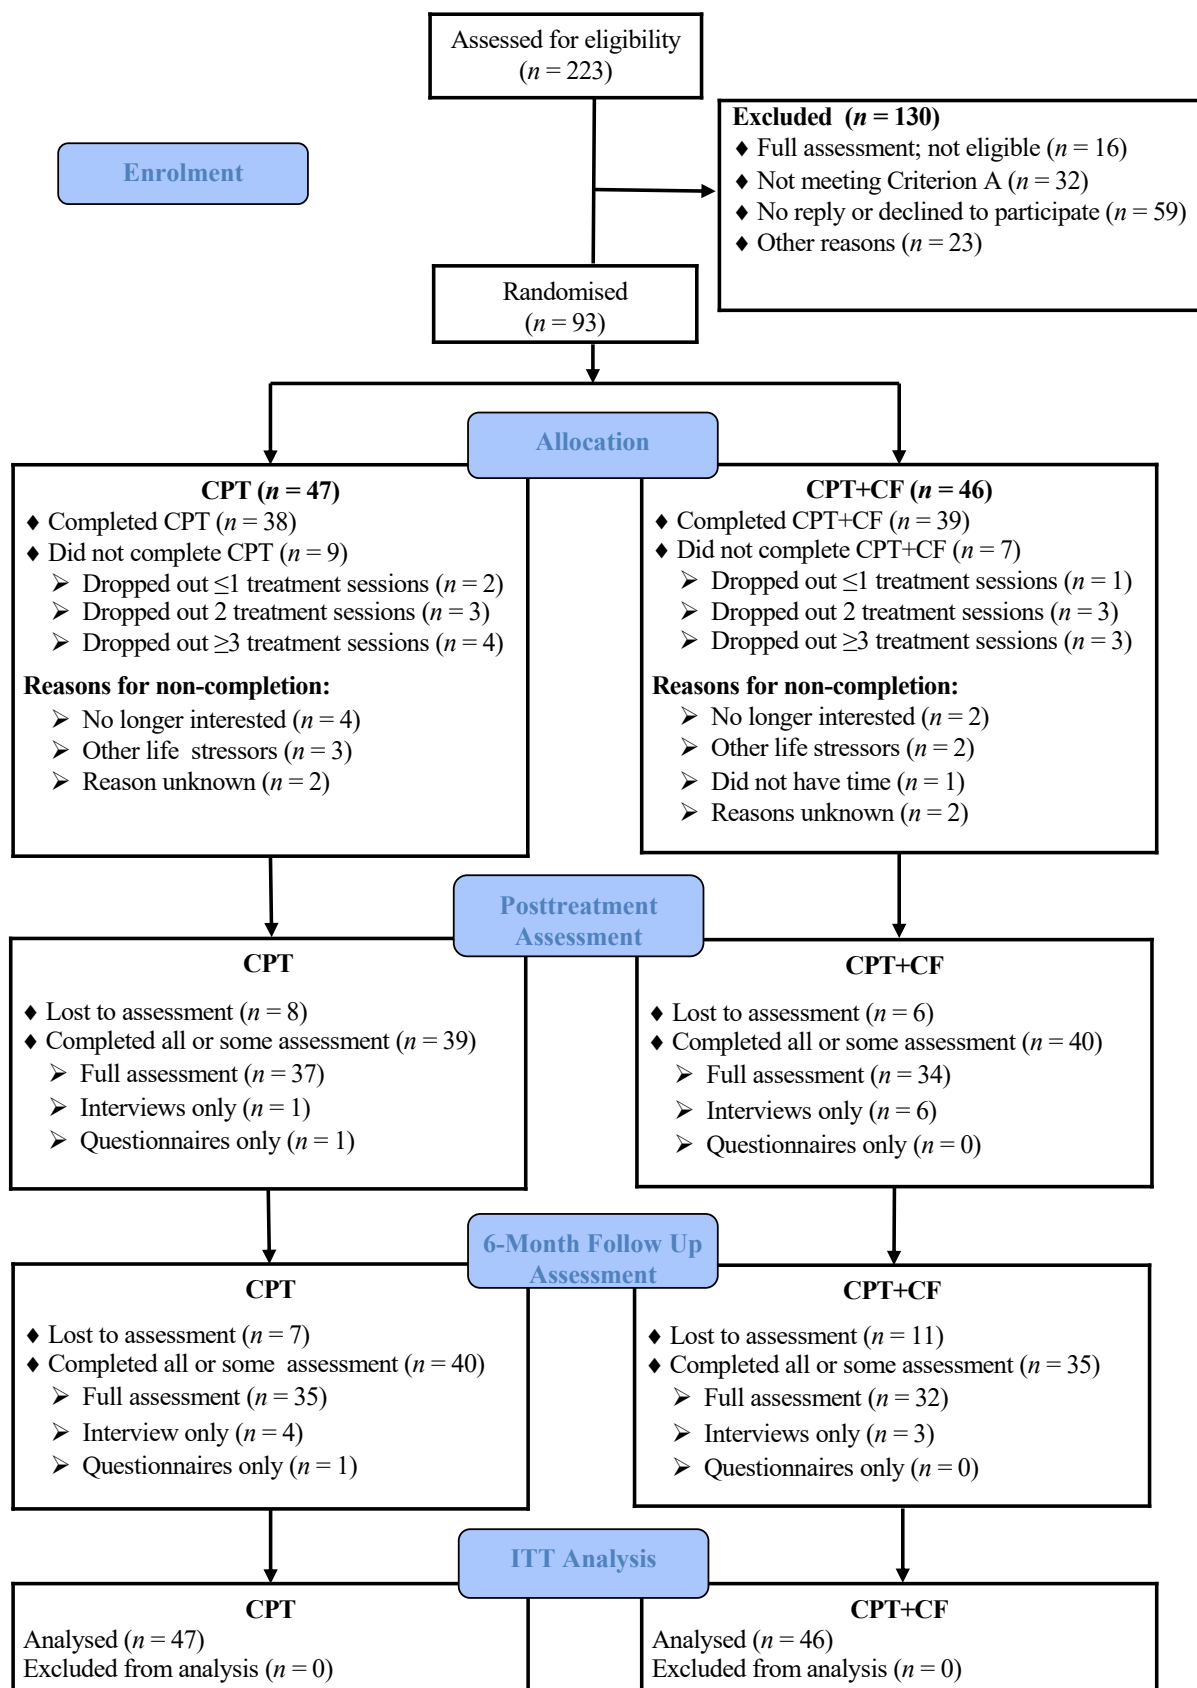 Assessed for eligibility
(n = 223)
Excluded (n = 130)
♦ Full assessment; not eligible (n = 16)
♦ Not meeting Criterion A (n = 32)
♦ No reply or declined to participate (n = 59)
♦ Other reasons (n = 23)
Enrolment
Randomised
(n = 93)
Allocation
CPT (n = 47)
♦ Completed CPT (n = 38)
♦ Did not complete CPT (n = 9)
➢ Dropped out ≤1 treatment sessions (n = 2)
➢ Dropped out 2 treatment sessions (n = 3)
➢ Dropped out ≥3 treatment sessions (n = 4)
Reasons for non-completion:
➢ No longer interested (n = 4)
➢ Other life stressors (n = 3)
➢ Reason unknown (n = 2)
CPT+CF (n = 46)
♦ Completed CPT+CF (n = 39)
♦ Did not complete CPT+CF (n = 7)
➢ Dropped out ≤1 treatment sessions (n = 1)
➢ Dropped out 2 treatment sessions (n = 3)
➢ Dropped out ≥3 treatment sessions (n = 3)
Reasons for non-completion:
➢ No longer interested (n = 2)
➢ Other life stressors (n = 2)
➢ Did not have time (n = 1)
➢ Reasons unknown (n = 2)
Posttreatment
Assessment
CPT
♦ Lost to assessment (n = 8)
♦ Completed all or some assessment (n = 39)
➢ Full assessment (n = 37)
➢ Interviews only (n = 1)
➢ Questionnaires only (n = 1)
CPT+CF
♦ Lost to assessment (n = 6)
♦ Completed all or some assessment (n = 40)
➢ Full assessment (n = 34)
➢ Interviews only (n = 6)
➢ Questionnaires only (n = 0)
6-Month Follow Up
Assessment
CPT
♦ Lost to assessment (n = 7)
♦ Completed all or some assessment (n = 40)
➢ Full assessment (n = 35)
➢ Interview only (n = 4)
➢ Questionnaires only (n = 1)
CPT+CF
♦ Lost to assessment (n = 11)
♦ Completed all or some assessment (n = 35)
➢ Full assessment (n = 32)
➢ Interviews only (n = 3)
➢ Questionnaires only (n = 0)
ITT Analysis
CPT
Analysed (n = 47)
Excluded from analysis (n = 0)
CPT+CF
Analysed (n = 46)
Excluded from analysis (n = 0)